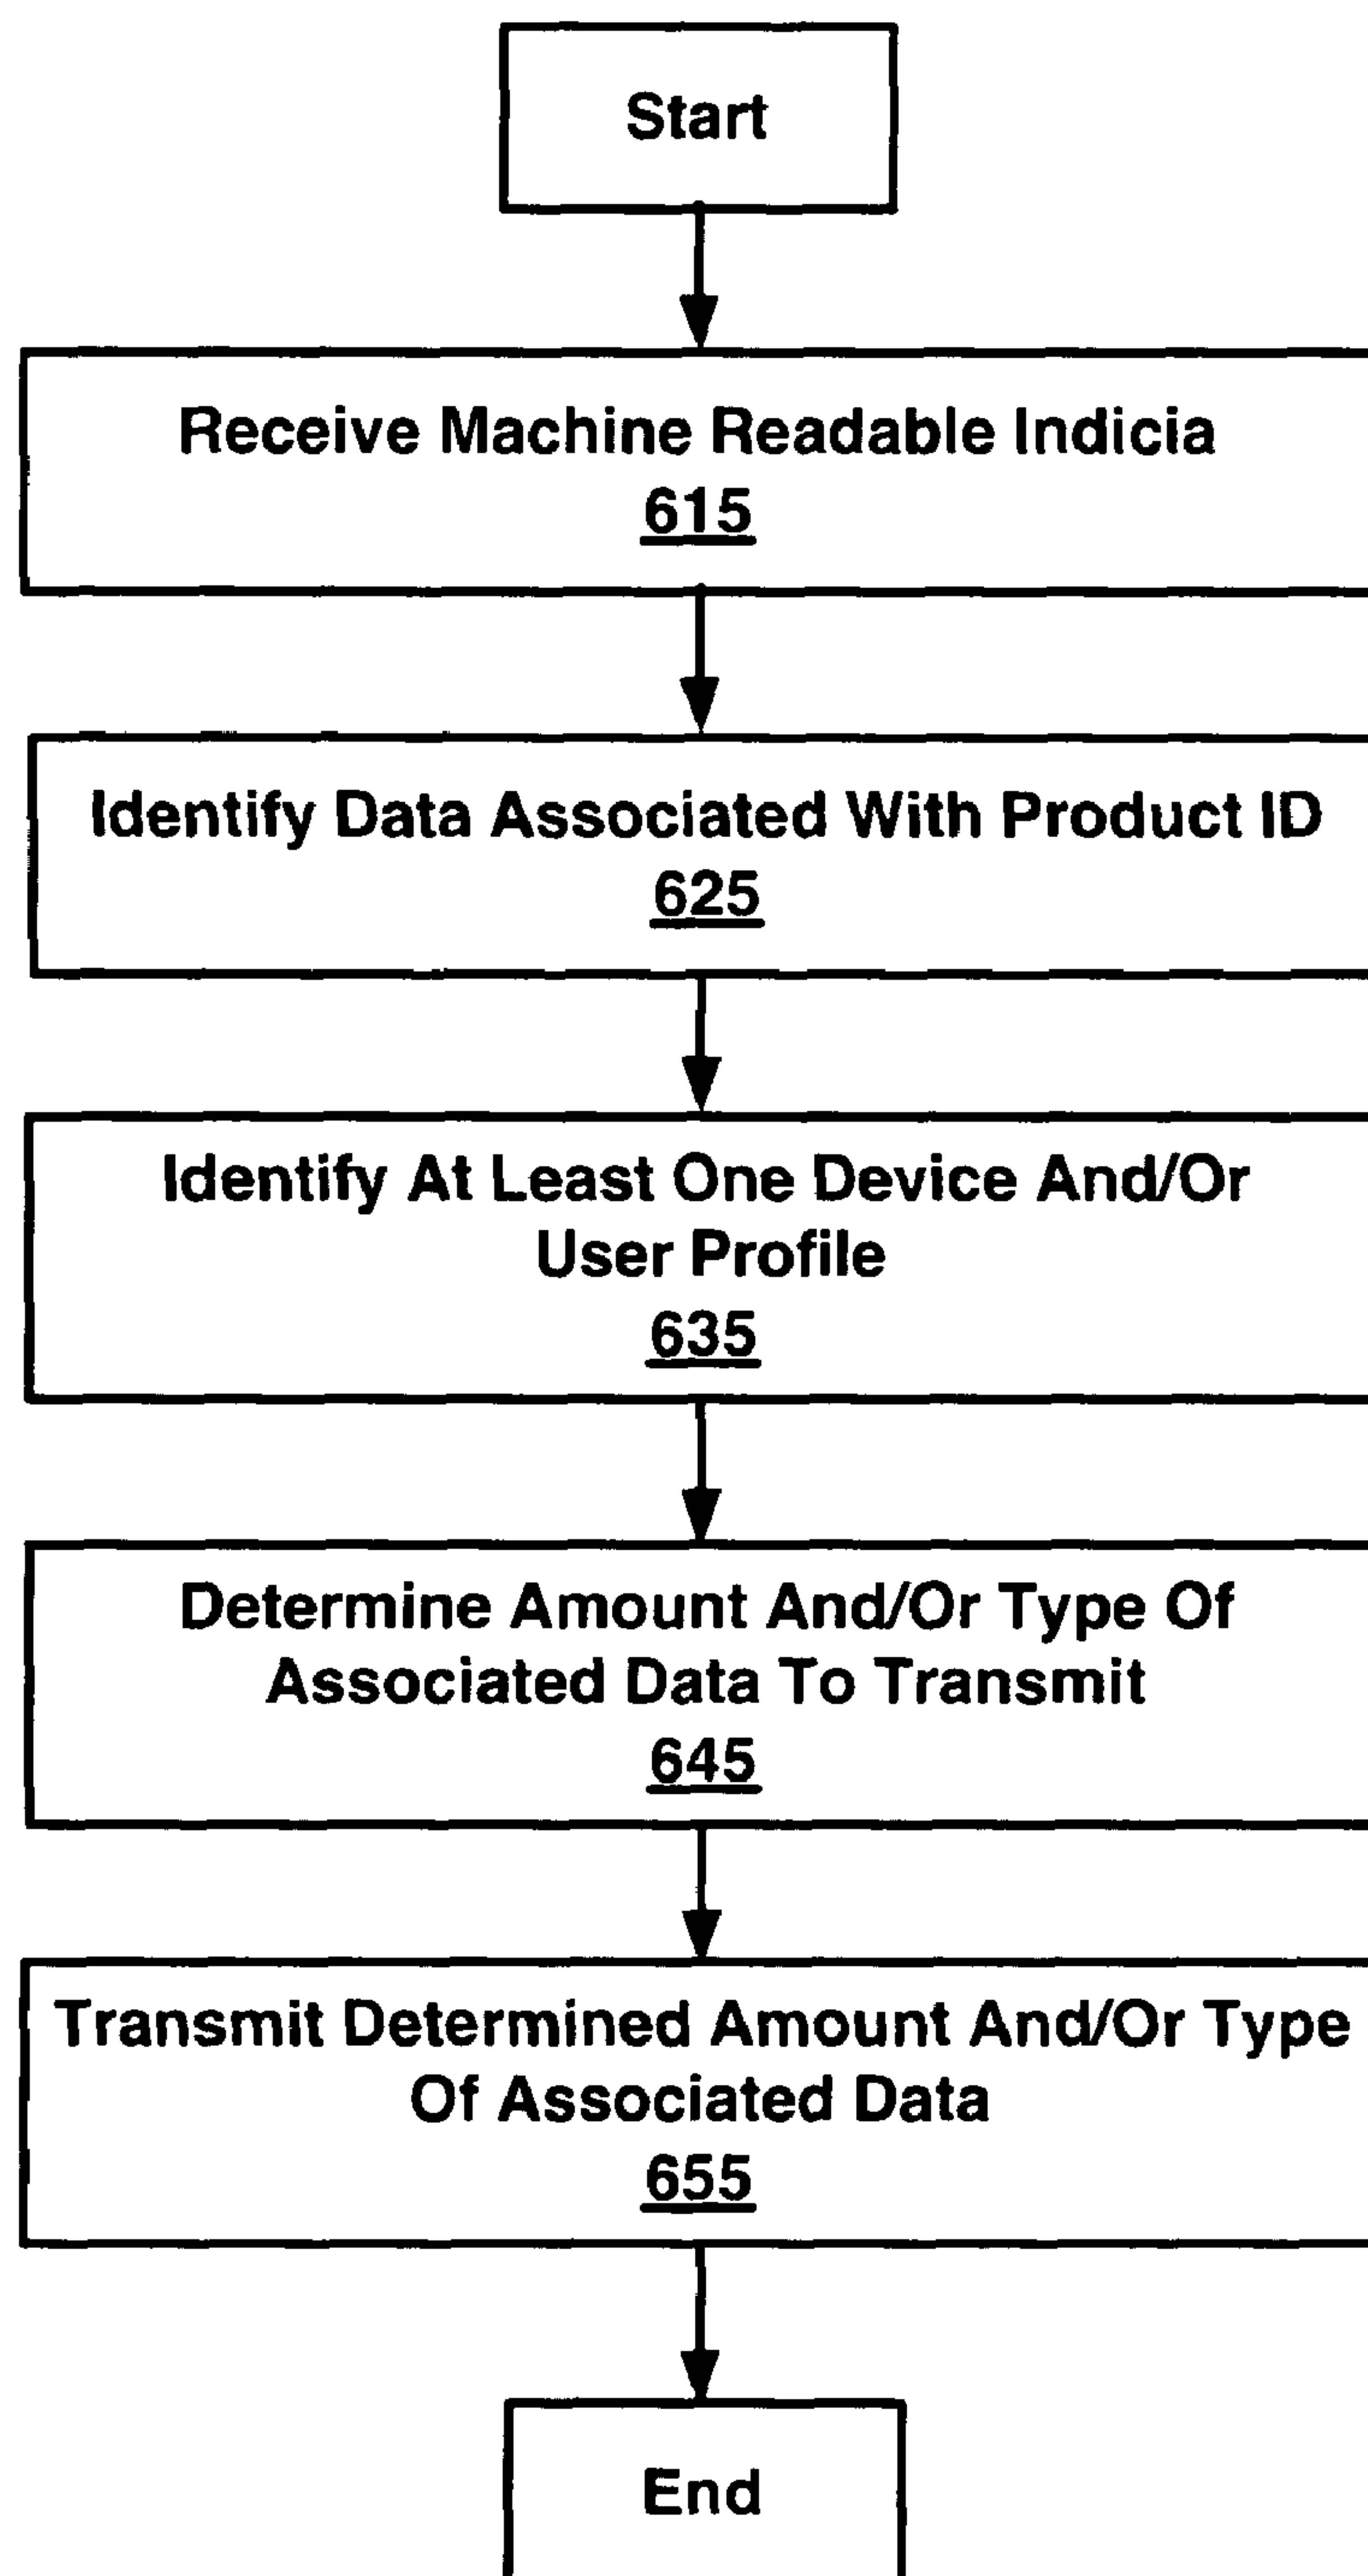 Start
Receive Machine Readable Indicia
615
Identify Data Associated With Product ID
625
Identify At Least One Device And/Or
User Profile
635
Determine Amount And/Or Type Of
Associated Data To Transmit
645
Transmit Determined Amount And/Or Type
Of Associated Data
655
End